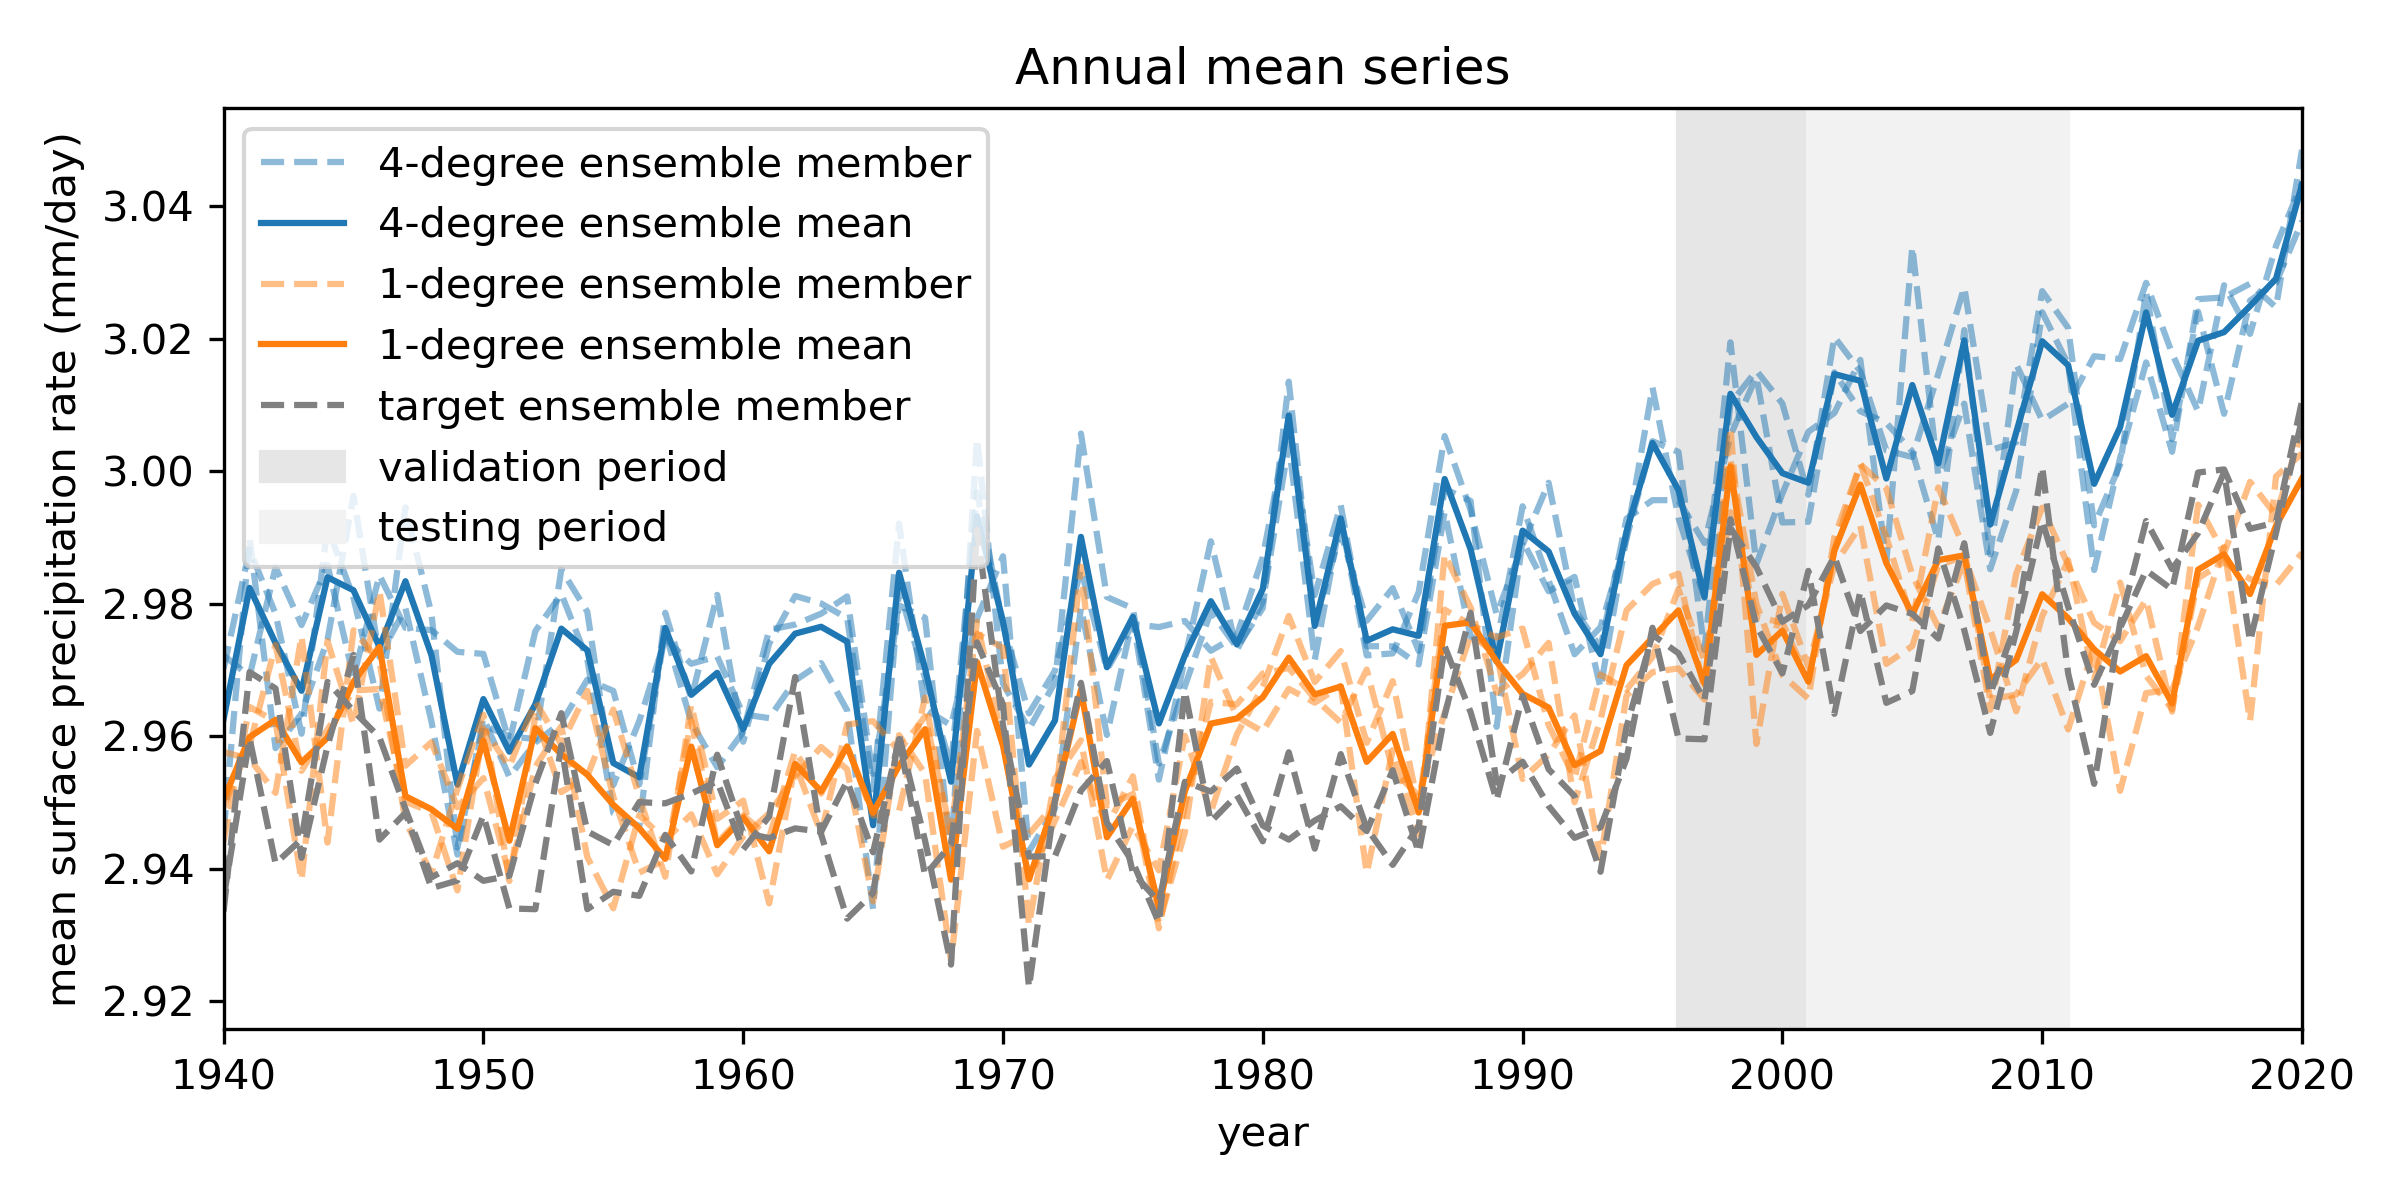 Annual mean series
mean surface precipitation rate (mm/day)
3.04
3.02
3.00
2.98
2.96
2.94
2.92
4-degree ensemble member
4-degree ensemble mean
1-degree ensemble member
1-degree ensemble mean
target ensemble member
validation period
testing period
1940 1950 1960 1970 1980 1990 2000 2010 2020
year